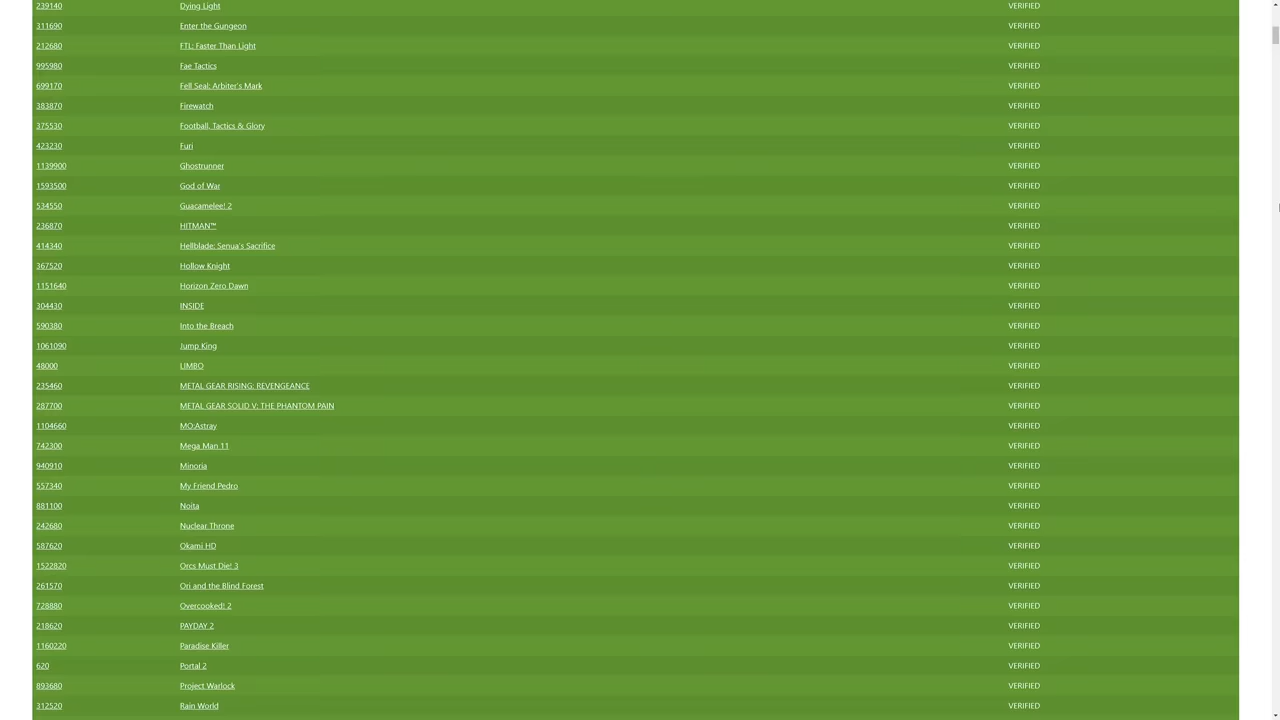 239140 Dying Light VERIFIED
311690 Enter the Gungeon VERIFIED
212680 FTL: Faster Than Light VERIFIED
995980 Fae Tactics VERIFIED
699170 Fell Seal: Arbiter's Mark VERIFIED
383870 Firewatch VERIFIED
375530 Football, Tactics & Glory VERIFIED
423230 Furi VERIFIED
1139900 Ghostrunner VERIFIED
1593500 God of War VERIFIED
534550 Guacamelee! 2 VERIFIED
236870 HITMAN™ VERIFIED
414340 Hellblade: Senua's Sacrifice VERIFIED
367520 Hollow Knight VERIFIED
1151640 Horizon Zero Dawn VERIFIED
304430 INSIDE VERIFIED
590380 Into the Breach VERIFIED
1061090 Jump King VERIFIED
48000 LIMBO VERIFIED
235460 METAL GEAR RISING: REVENGEANCE VERIFIED
287700 METAL GEAR SOLID V: THE PHANTOM PAIN VERIFIED
1104660 MO:Astray VERIFIED
742300 Mega Man 11 VERIFIED
940910 Minoria VERIFIED
557340 My Friend Pedro VERIFIED
881100 Noita VERIFIED
242680 Nuclear Throne VERIFIED
587620 Okami HD VERIFIED
1522820 Orcs Must Die! 3 VERIFIED
261570 Ori and the Blind Forest VERIFIED
728880 Overcooked! 2 VERIFIED
218620 PAYDAY 2 VERIFIED
1160220 Paradise Killer VERIFIED
620 Portal 2 VERIFIED
893680 Project Warlock VERIFIED
312520 Rain World VERIFIED